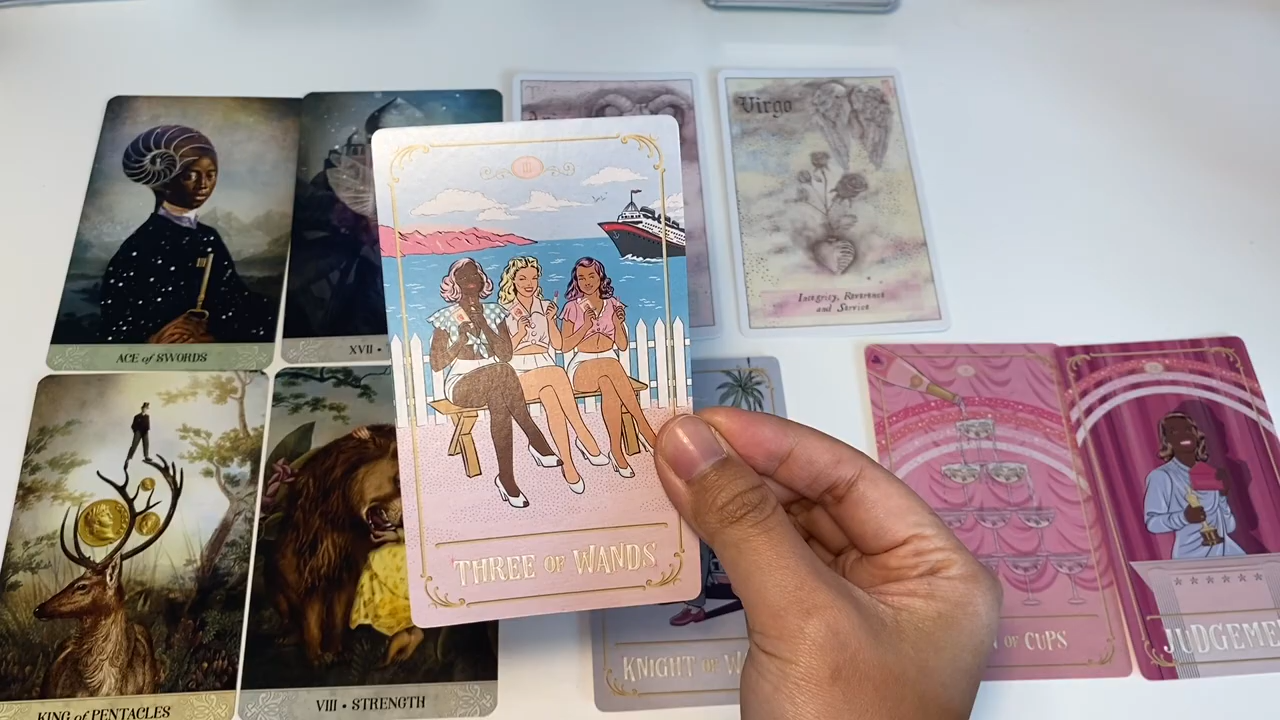 Virgo
Integrity, Reverence
and Service
ACE of SWORDS
XVII •
III
THREE OF WANDS
KING of PENTACLES
VIII • STRENGTH
KNIGHT OF W
OF CUPS
JUDGEME